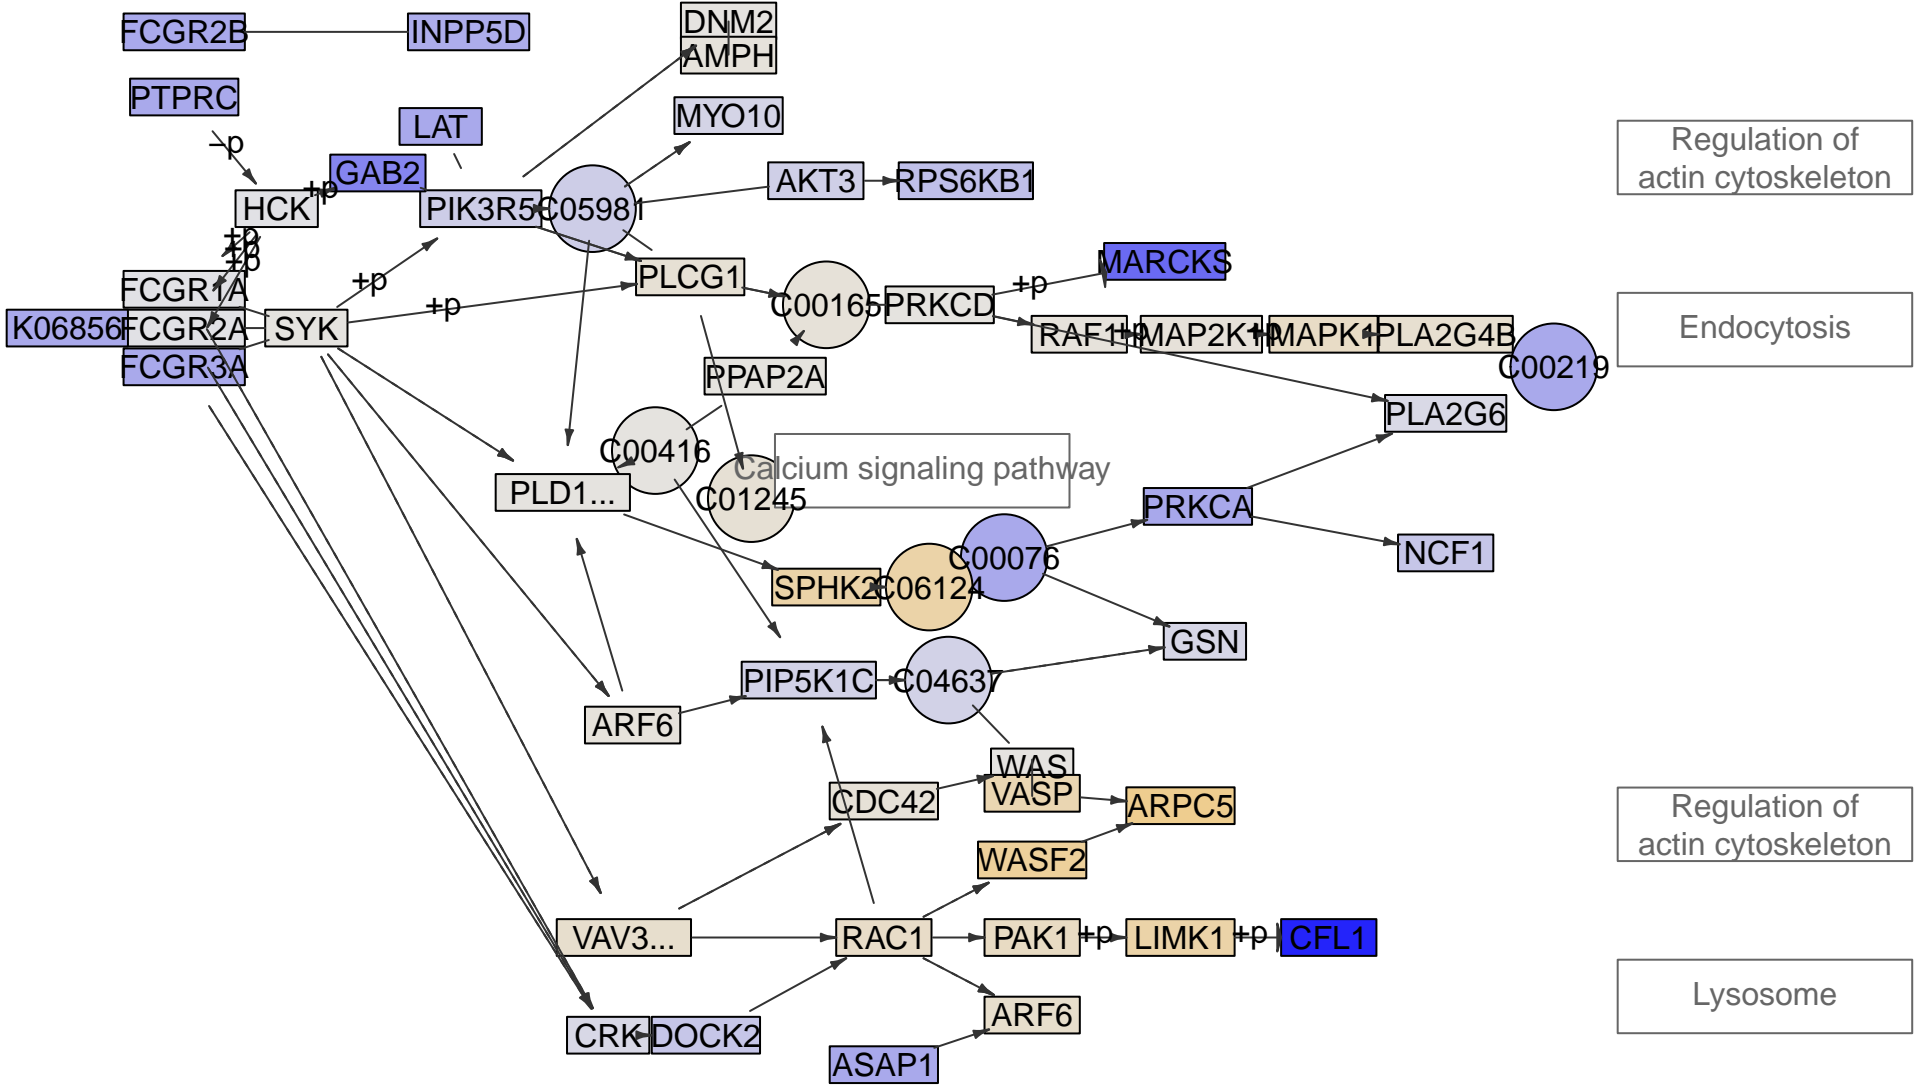 FCGR2B
INPP5D
DNM2
AMPH
PTPRC
LAT
MYO10
Regulation of
actin cytoskeleton
-p
GAB2
+p
AKT3
RPS6KB1
HCK
PIK3R5
C05981
+p
+p
+p
MARCKS
PLCG1
+p
+p
FCGR1A
C00165
PRKCD
+p
K06856
FCGR2A
SYK
RAF1
+p
MAP2K1
+p
MAPK1
PLA2G4B
Endocytosis
FCGR3A
PPAP2A
C00219
PLA2G6
C00416
Calcium signaling pathway
PLD1...
C01245
PRKCA
NCF1
C00076
SPHK2
C06124
GSN
PIP5K1C
C04637
ARF6
WAS
VASP
CDC42
ARPC5
Regulation of
actin cytoskeleton
WASF2
VAV3...
RAC1
PAK1
+p
LIMK1
+p
CFL1
Lysosome
ARF6
CRK
DOCK2
ASAP1